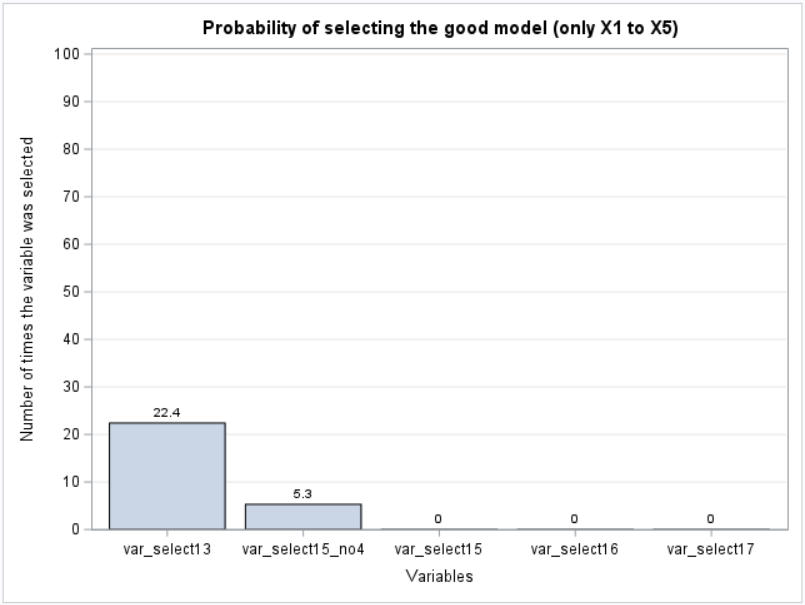 Probability of selecting the good model (only X1 to X5)
Number of times the variable was selected
100
90
80
70
60
50
40
30
20
10
0
22.4
5.3
0
0
0
var_select13
var_select15_no4
var_select15
var_select16
var_select17
Variables